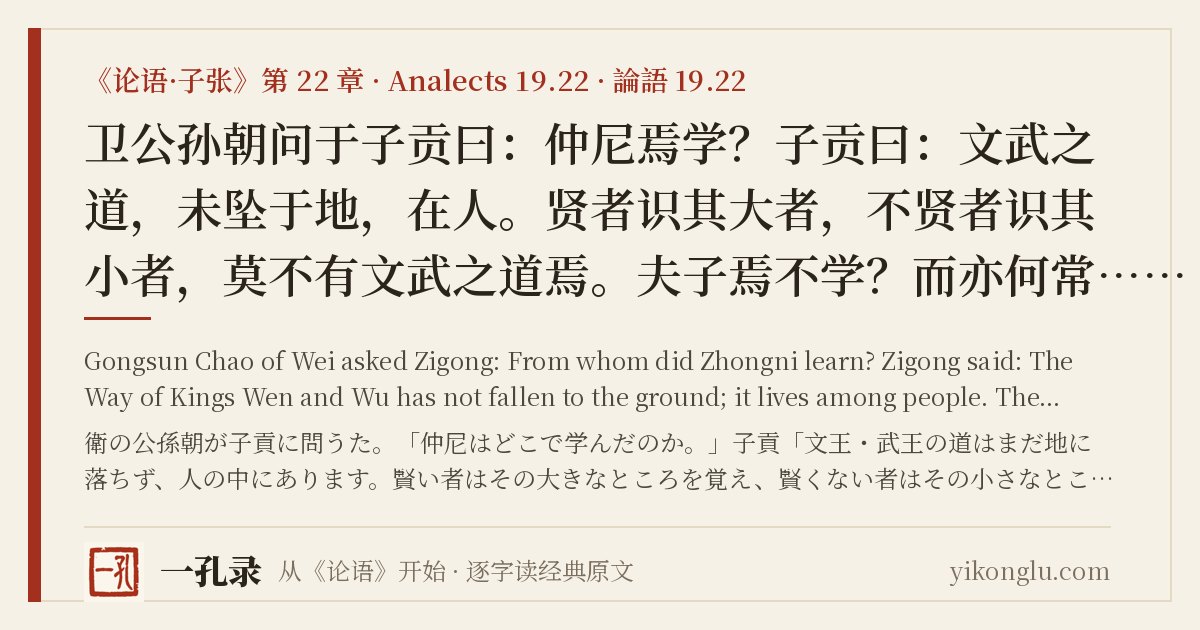 《论语·子张》第 22 章 · Analects 19.22 · 論語 19.22
卫公孙朝问于子贡曰：仲尼焉学？子贡曰：文武之
道，未坠于地，在人。贤者识其大者，不贤者识其
小者，莫不有文武之道焉。夫子焉不学？而亦何常……
Gongsun Chao of Wei asked Zigong: From whom did Zhongni learn? Zigong said: The
Way of Kings Wen and Wu has not fallen to the ground; it lives among people. The...
衛の公孫朝が子貢に問うた。「仲尼はどこで学んだのか。」子貢「文王・武王の道はまだ地に
落ちず、人の中にあります。賢い者はその大きなところを覚え、賢くない者はその小さなとこ…
一孔
一孔录 从《论语》开始 · 逐字读经典原文 yikonglu.com